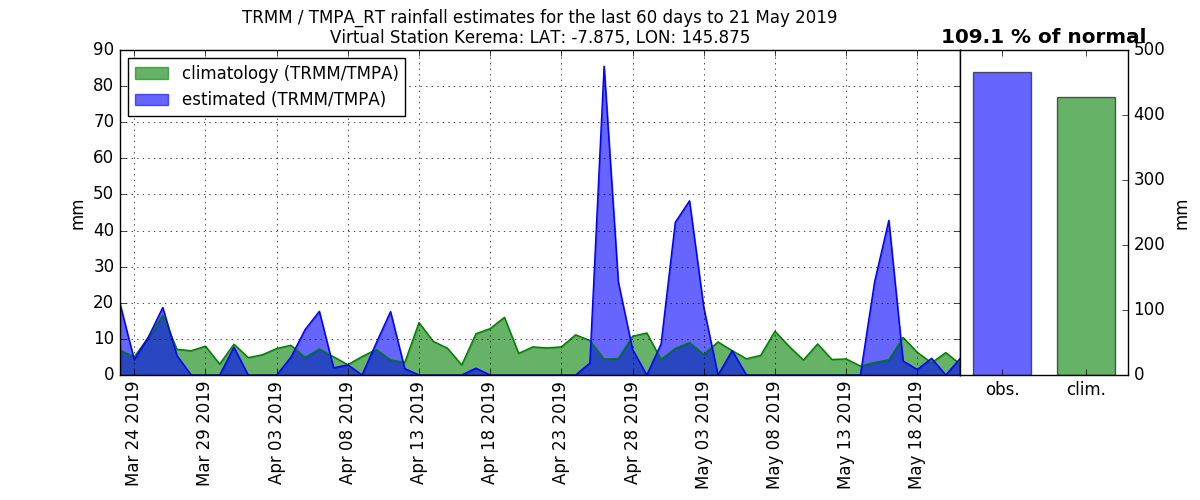 TRMM / TMPA_RT rainfall estimates for the last 60 days to 21 May 2019
Virtual Station Kerema: LAT: -7.875, LON: 145.875
109.1 % of normal
climatology (TRMM/TMPA)
estimated (TRMM/TMPA)
90
80
70
60
50
40
30
20
10
0
mm
Mar 24 2019
Mar 29 2019
Apr 03 2019
Apr 08 2019
Apr 13 2019
Apr 18 2019
Apr 23 2019
Apr 28 2019
May 03 2019
May 08 2019
May 13 2019
May 18 2019
obs.
clim.
500
400
300
200
100
0
mm